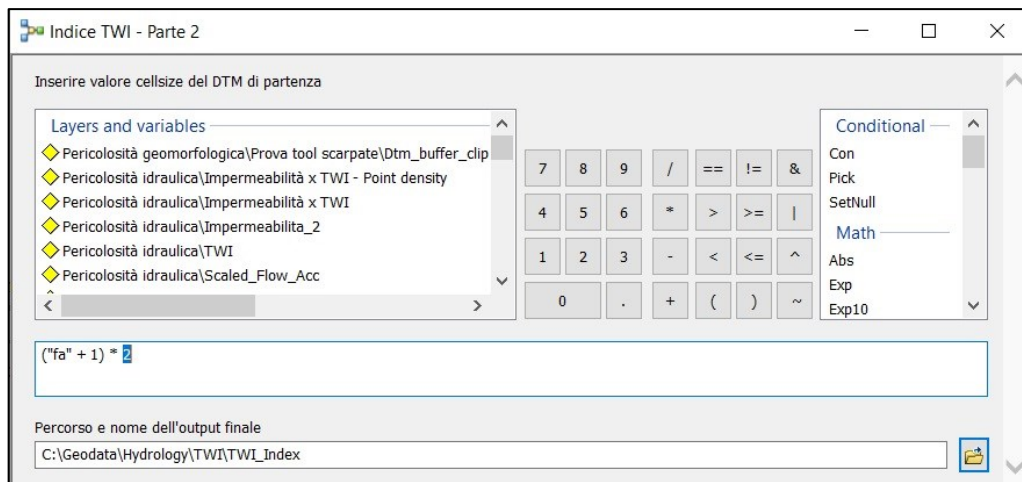 Indice TWI - Parte 2
Inserire valore cellsize del DTM di partenza
Layers and variables
Pericolosità geomorfologica\Prova tool scarpate\Dtm_buffer_clip
Pericolosità idraulica\Impermeabilità x TWI - Point density
Pericolosità idraulica\Impermeabilità x TWI
Pericolosità idraulica\Impermeabilita_2
Pericolosità idraulica\TWI
Pericolosità idraulica\Scaled_Flow_Acc
7 8 9 / == != &
4 5 6 * > >= |
1 2 3 - < <= ^
0 . + ( ) ~
Conditional
Con
Pick
SetNull
Math
Abs
Exp
Exp10
("fa" + 1) * 2
Percorso e nome dell'output finale
C:\Geodata\Hydrology\TWI\TWI_Index